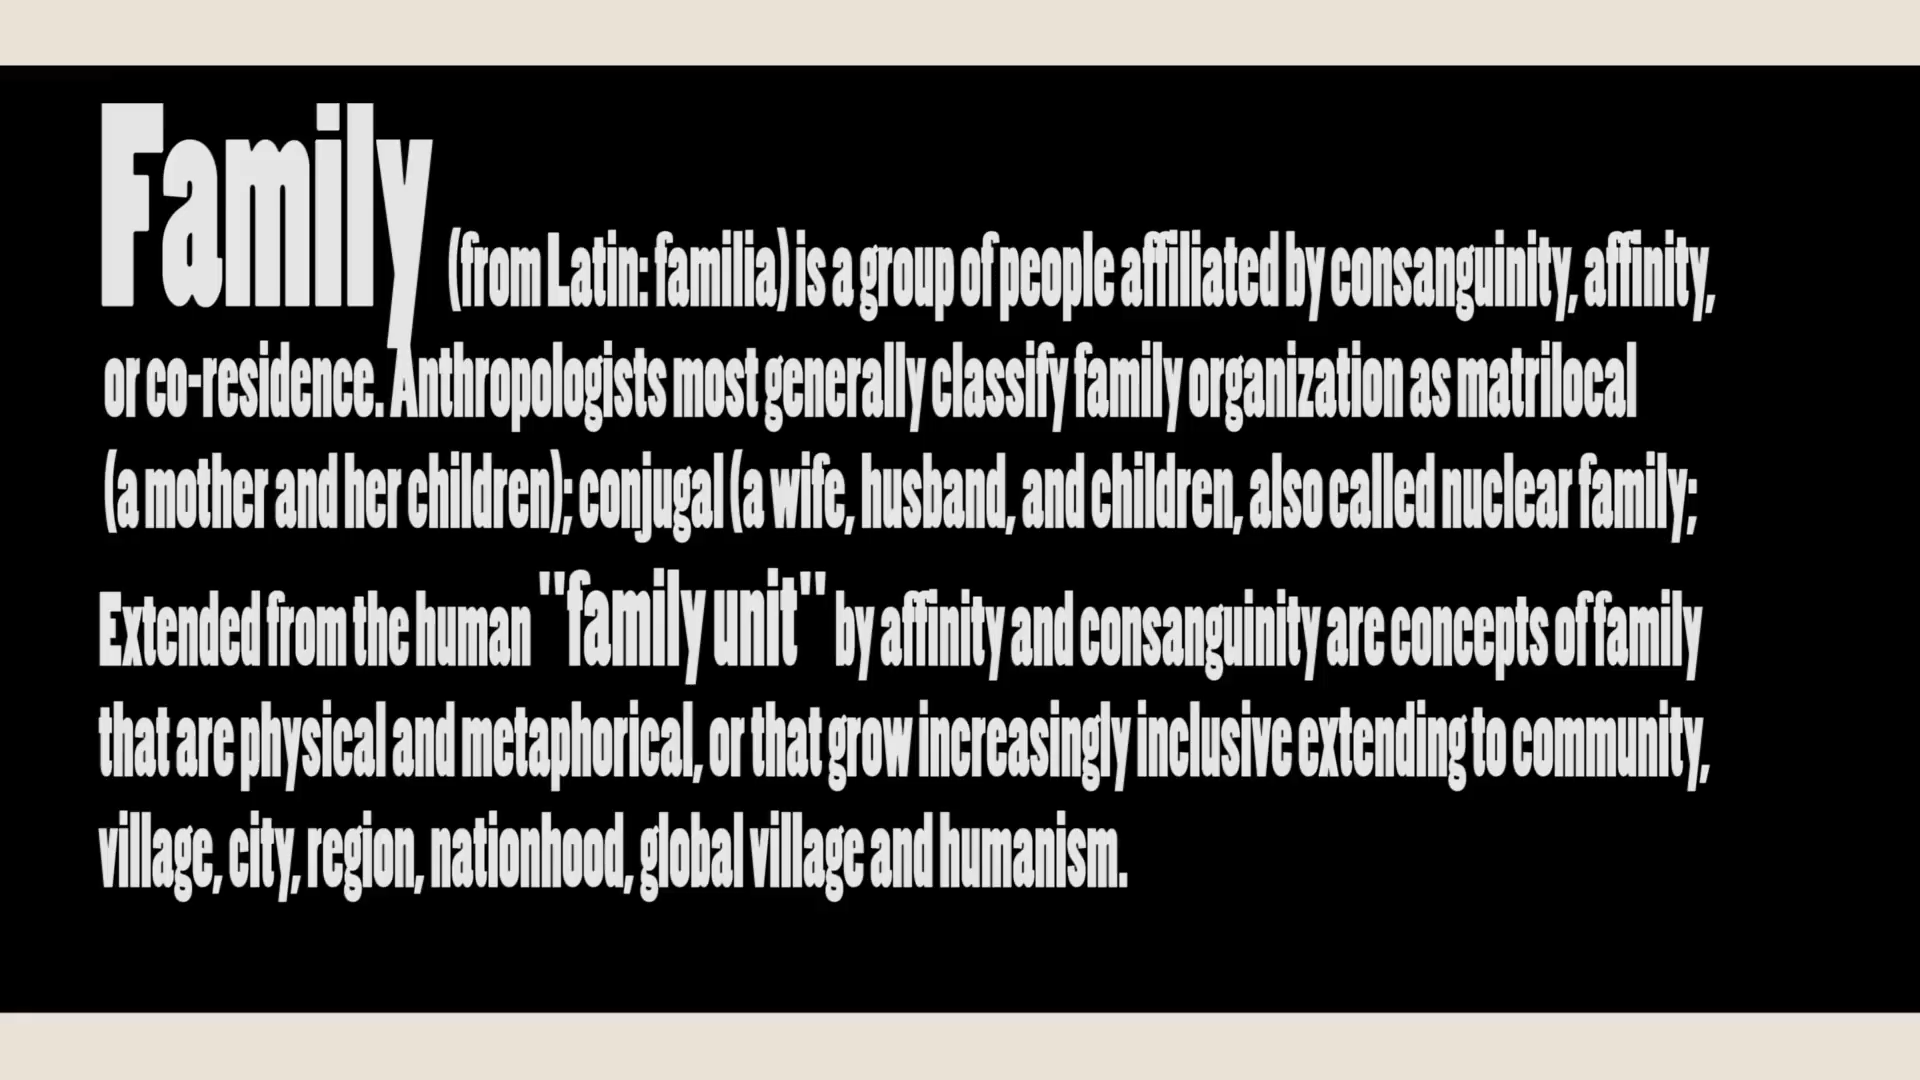 Family (from Latin: familia) is a group of people affiliated by consanguinity, affinity,
or co-residence. Anthropologists most generally classify family organization as matrilocal
(a mother and her children); conjugal (a wife, husband, and children, also called nuclear family;
Extended from the human "family unit" by affinity and consanguinity are concepts of family
that are physical and metaphorical, or that grow increasingly inclusive extending to community,
village, city, region, nationhood, global village and humanism.